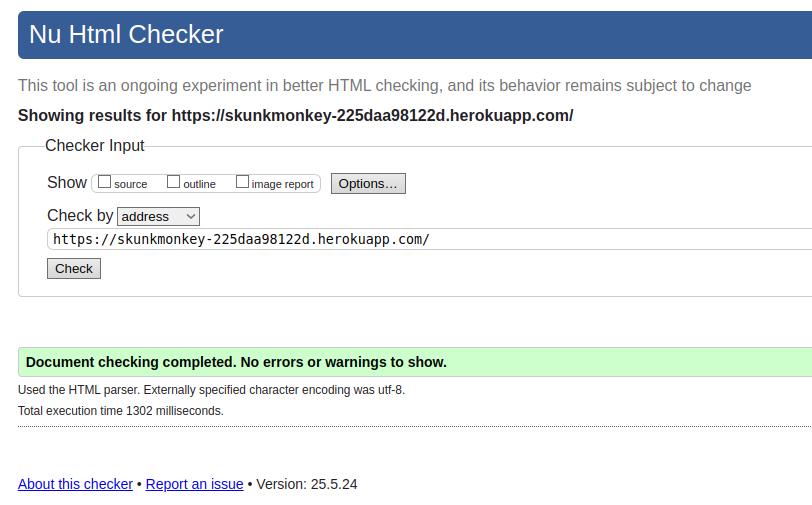 Nu Html Checker
This tool is an ongoing experiment in better HTML checking, and its behavior remains subject to change
Showing results for https://skunkmonkey-225daa98122d.herokuapp.com/
Checker Input
Show source outline image report Options...
Check by address
https://skunkmonkey-225daa98122d.herokuapp.com/
Check
Document checking completed. No errors or warnings to show.
Used the HTML parser. Externally specified character encoding was utf-8.
Total execution time 1302 milliseconds.
About this checker • Report an issue • Version: 25.5.24